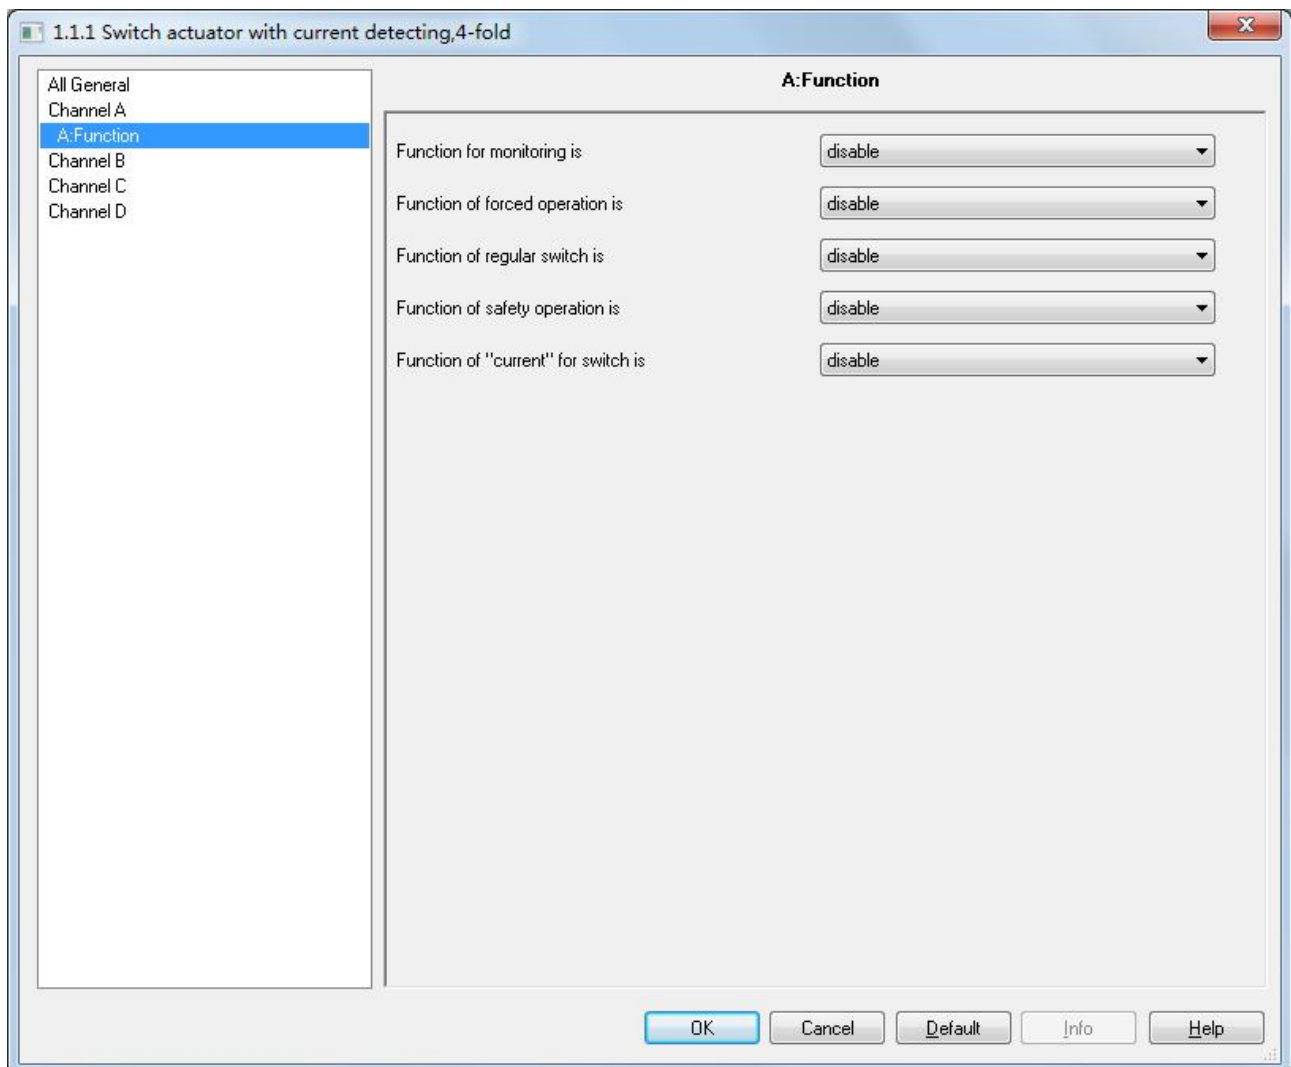 1.1.1 Switch actuator with current detecting,4-fold
All General
Channel A
A:Function
Channel B
Channel C
Channel D
A:Function
Function for monitoring is disable
Function of forced operation is disable
Function of regular switch is disable
Function of safety operation is disable
Function of "current" for switch is disable
OK Cancel Default Info Help